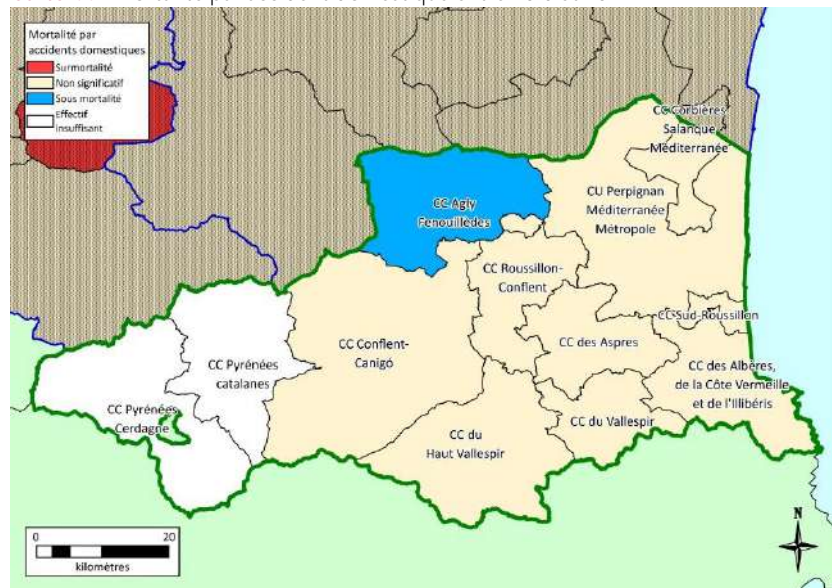 Mortalité par
accidents domestiques
Surmortalité
Non significatif
Sous mortalité
Effectif
insuffisant
CC Corbières
Salanque
Méditerranée
CC Agly
Fenouillèdes
CU Perpignan
Méditerranée
Métropole
CC Roussillon-
Conflent
CC Sud-Roussillon
CC Conflent-
Canigó
CC des Aspres
CC Pyrénées
catalanes
CC des Albères,
de la Côte Vermeille
et de l'Illibéris
CC Pyrénées
Cerdagne
CC du Vallespir
CC du
Haut Vallespir
N
0 20
kilomètres